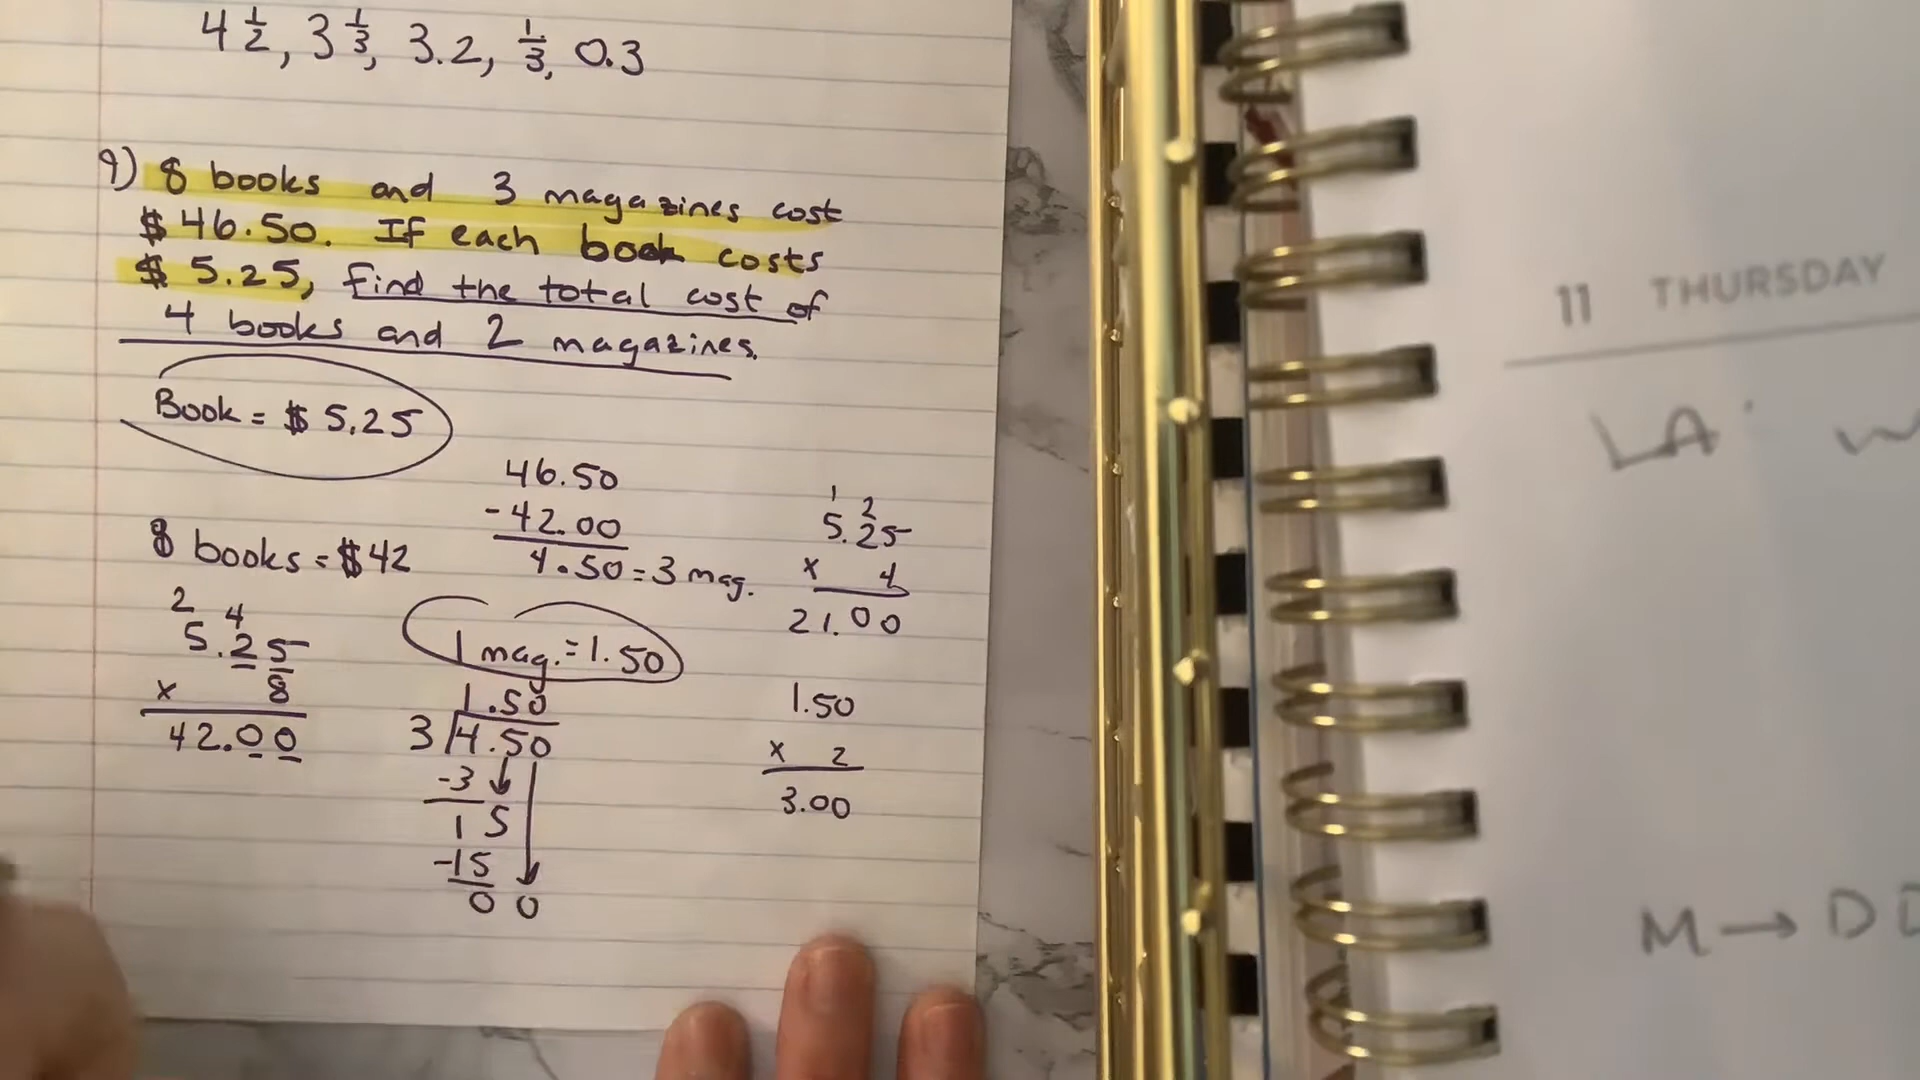 4 1/2, 3 1/3, 3.2, 1/3, 0.3
9) 8 books and 3 magazines cost
$46.50. If each book costs
$5.25, find the total cost of
4 books and 2 magazines.
Book = $5.25
8 books = $42
2 4
5.25
x 8
42.00
46.50
-42.00
4.50 = 3 mag.
1 mag. = 1.50
1.50
3 4.50
-3
15
-15
0 0
1 2
5.25
x 4
21.00
1.50
x 2
3.00
11 THURSDAY
LA
M → D